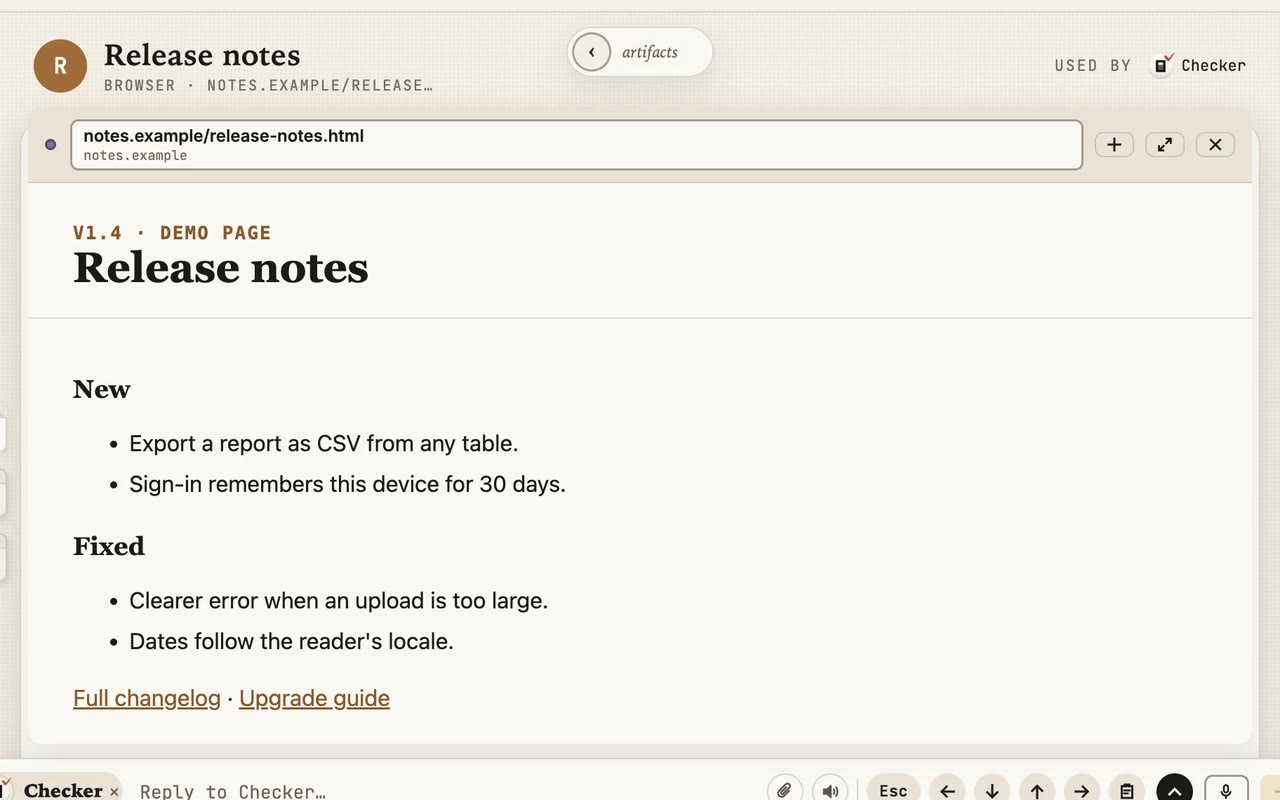 R
Release notes
BROWSER · NOTES.EXAMPLE/RELEASE…
artifacts
USED BY Checker
notes.example/release-notes.html
notes.example
V1.4 · DEMO PAGE
Release notes
New
• Export a report as CSV from any table.
• Sign-in remembers this device for 30 days.
Fixed
• Clearer error when an upload is too large.
• Dates follow the reader's locale.
Full changelog · Upgrade guide
Checker × Reply to Checker… Esc